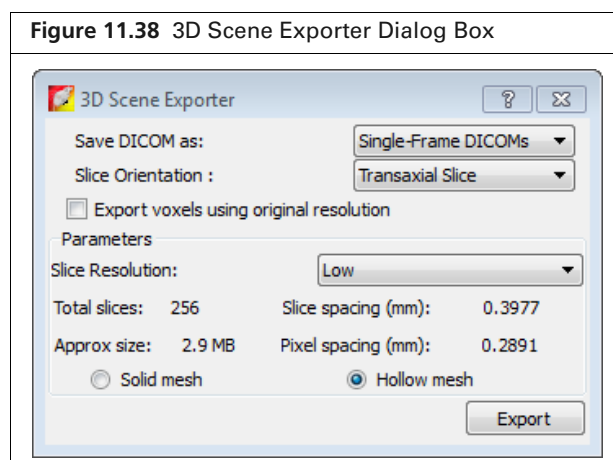 Figure 11.38 3D Scene Exporter Dialog Box
3D Scene Exporter
Save DICOM as: Single-Frame DICOMs
Slice Orientation : Transaxial Slice
Export voxels using original resolution
Parameters
Slice Resolution: Low
Total slices: 256 Slice spacing (mm): 0.3977
Approx size: 2.9 MB Pixel spacing (mm): 0.2891
Solid mesh Hollow mesh
Export